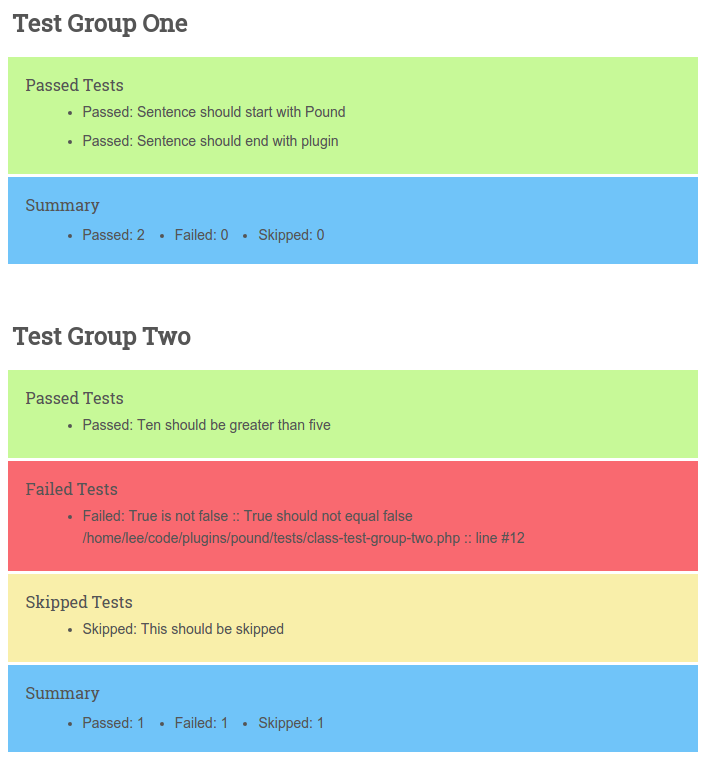 Test Group One
Passed Tests
• Passed: Sentence should start with Pound
• Passed: Sentence should end with plugin
Summary
• Passed: 2 • Failed: 0 • Skipped: 0
Test Group Two
Passed Tests
• Passed: Ten should be greater than five
Failed Tests
• Failed: True is not false :: True should not equal false
/home/lee/code/plugins/pound/tests/class-test-group-two.php :: line #12
Skipped Tests
• Skipped: This should be skipped
Summary
• Passed: 1 • Failed: 1 • Skipped: 1